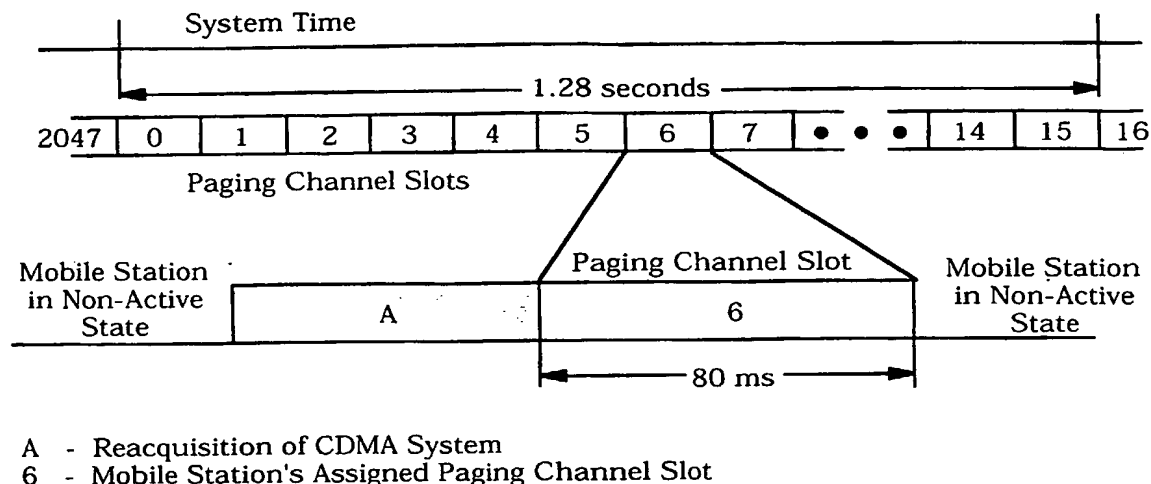 System Time
1.28 seconds
2047 0 1 2 3 4 5 6 7 • • • 14 15 16
Paging Channel Slots
Paging Channel Slot
Mobile Station
in Non-Active
State
A
6
Mobile Station
in Non-Active
State
80 ms
A - Reacquisition of CDMA System
6 - Mobile Station's Assigned Paging Channel Slot